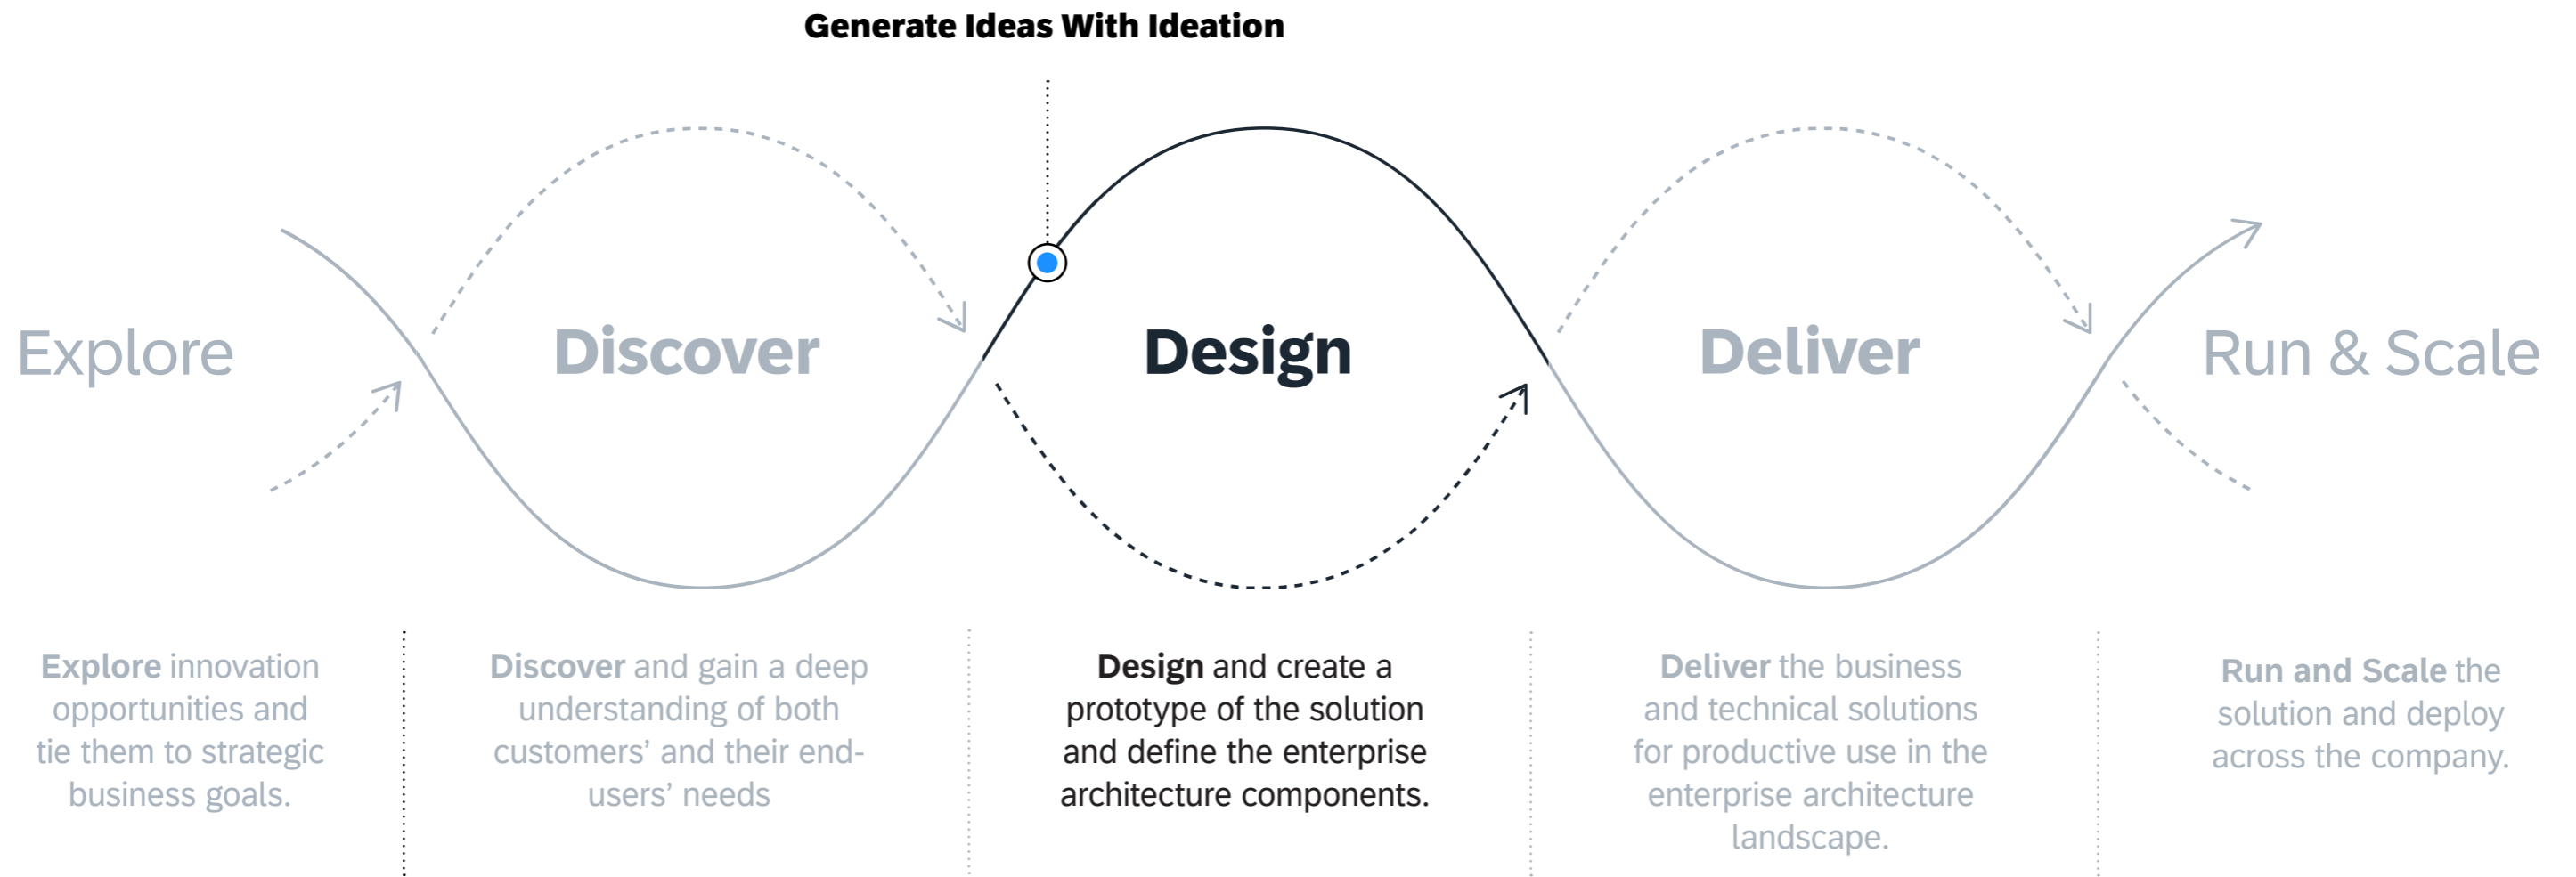 Generate Ideas With Ideation
Explore
Discover
Design
Deliver
Run & Scale
Explore innovation
opportunities and
tie them to strategic
business goals.
Discover and gain a deep
understanding of both
customers’ and their end-
users’ needs
Design and create a
prototype of the solution
and define the enterprise
architecture components.
Deliver the business
and technical solutions
for productive use in the
enterprise architecture
landscape.
Run and Scale the
solution and deploy
across the company.